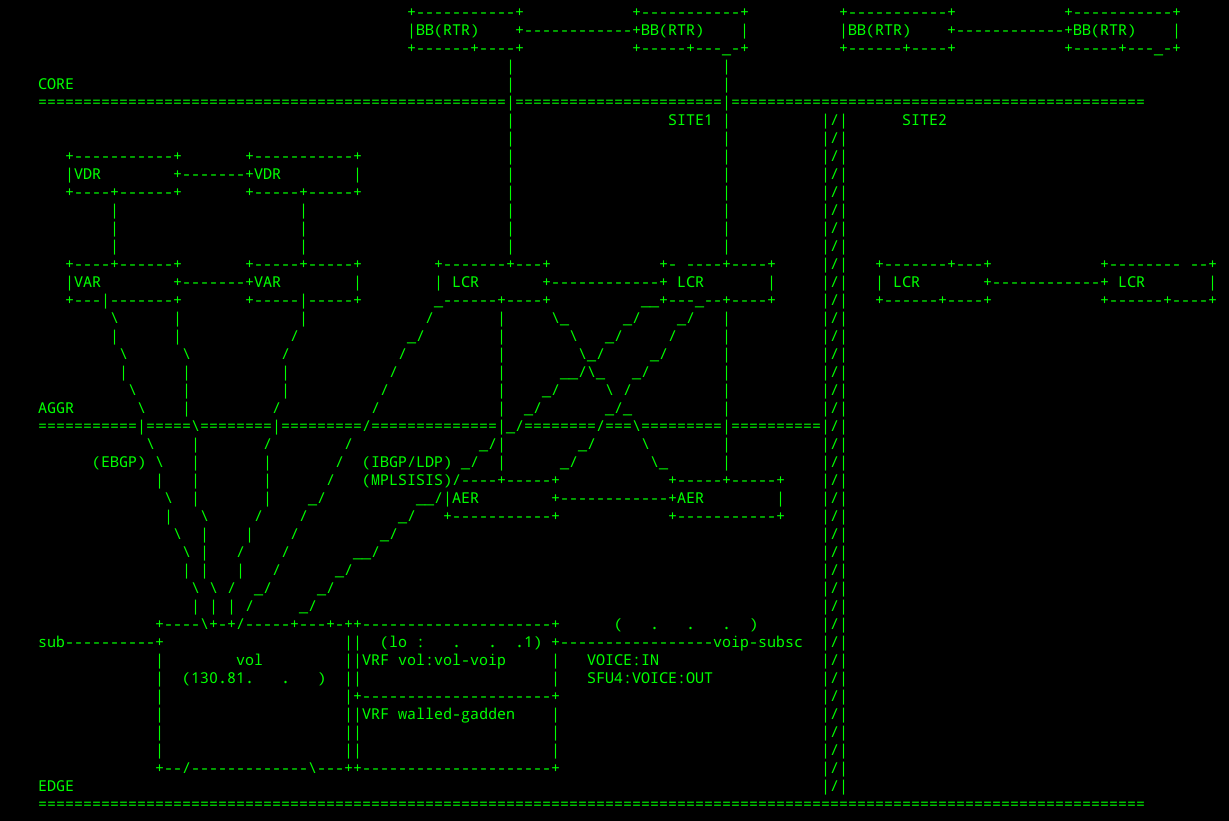 BB(RTR) BB(RTR) BB(RTR) BB(RTR)
CORE
SITE1 SITE2
VDR VDR
VAR VAR LCR LCR LCR LCR
AGGR
(EBGP) (IBGP/LDP)
(MPLSISIS)
AER AER
( . . . )
sub (lo : . . .1) voip-subsc
vol VRF vol:vol-voip VOICE:IN
(130.81. . ) SFU4:VOICE:OUT
VRF walled-gadden
EDGE